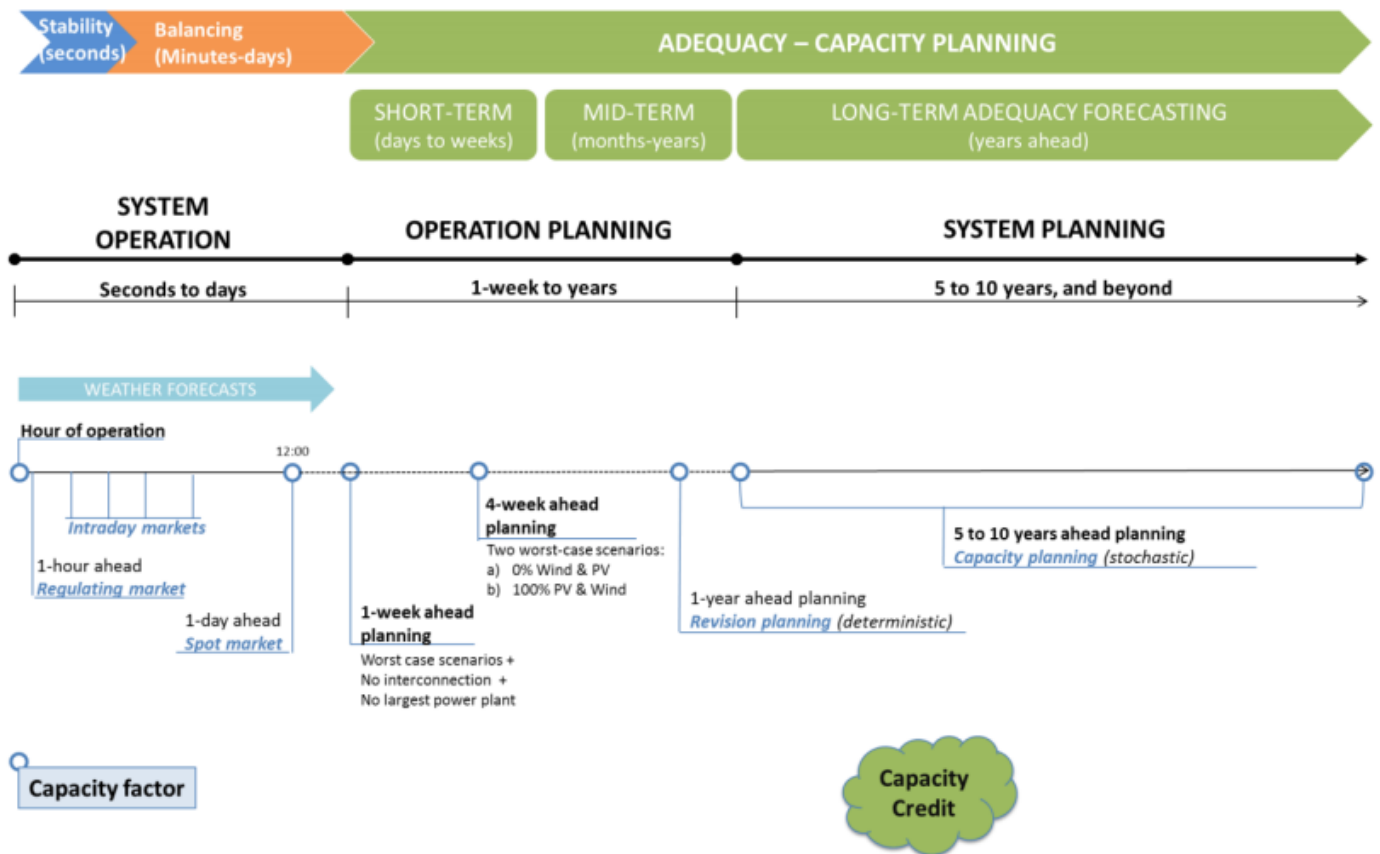 Stability
(seconds)
Balancing
(Minutes-days)
ADEQUACY – CAPACITY PLANNING
SHORT-TERM
(days to weeks)
MID-TERM
(months-years)
LONG-TERM ADEQUACY FORECASTING
(years ahead)
SYSTEM
OPERATION
OPERATION PLANNING
SYSTEM PLANNING
Seconds to days
1-week to years
5 to 10 years, and beyond
WEATHER FORECASTS
Hour of operation
12:00
Intraday markets
1-hour ahead
Regulating market
1-day ahead
Spot market
1-week ahead
planning
Worst case scenarios +
No interconnection +
No largest power plant
4-week ahead
planning
Two worst-case scenarios:
a) 0% Wind & PV
b) 100% PV & Wind
1-year ahead planning
Revision planning (deterministic)
5 to 10 years ahead planning
Capacity planning (stochastic)
Capacity factor
Capacity
Credit